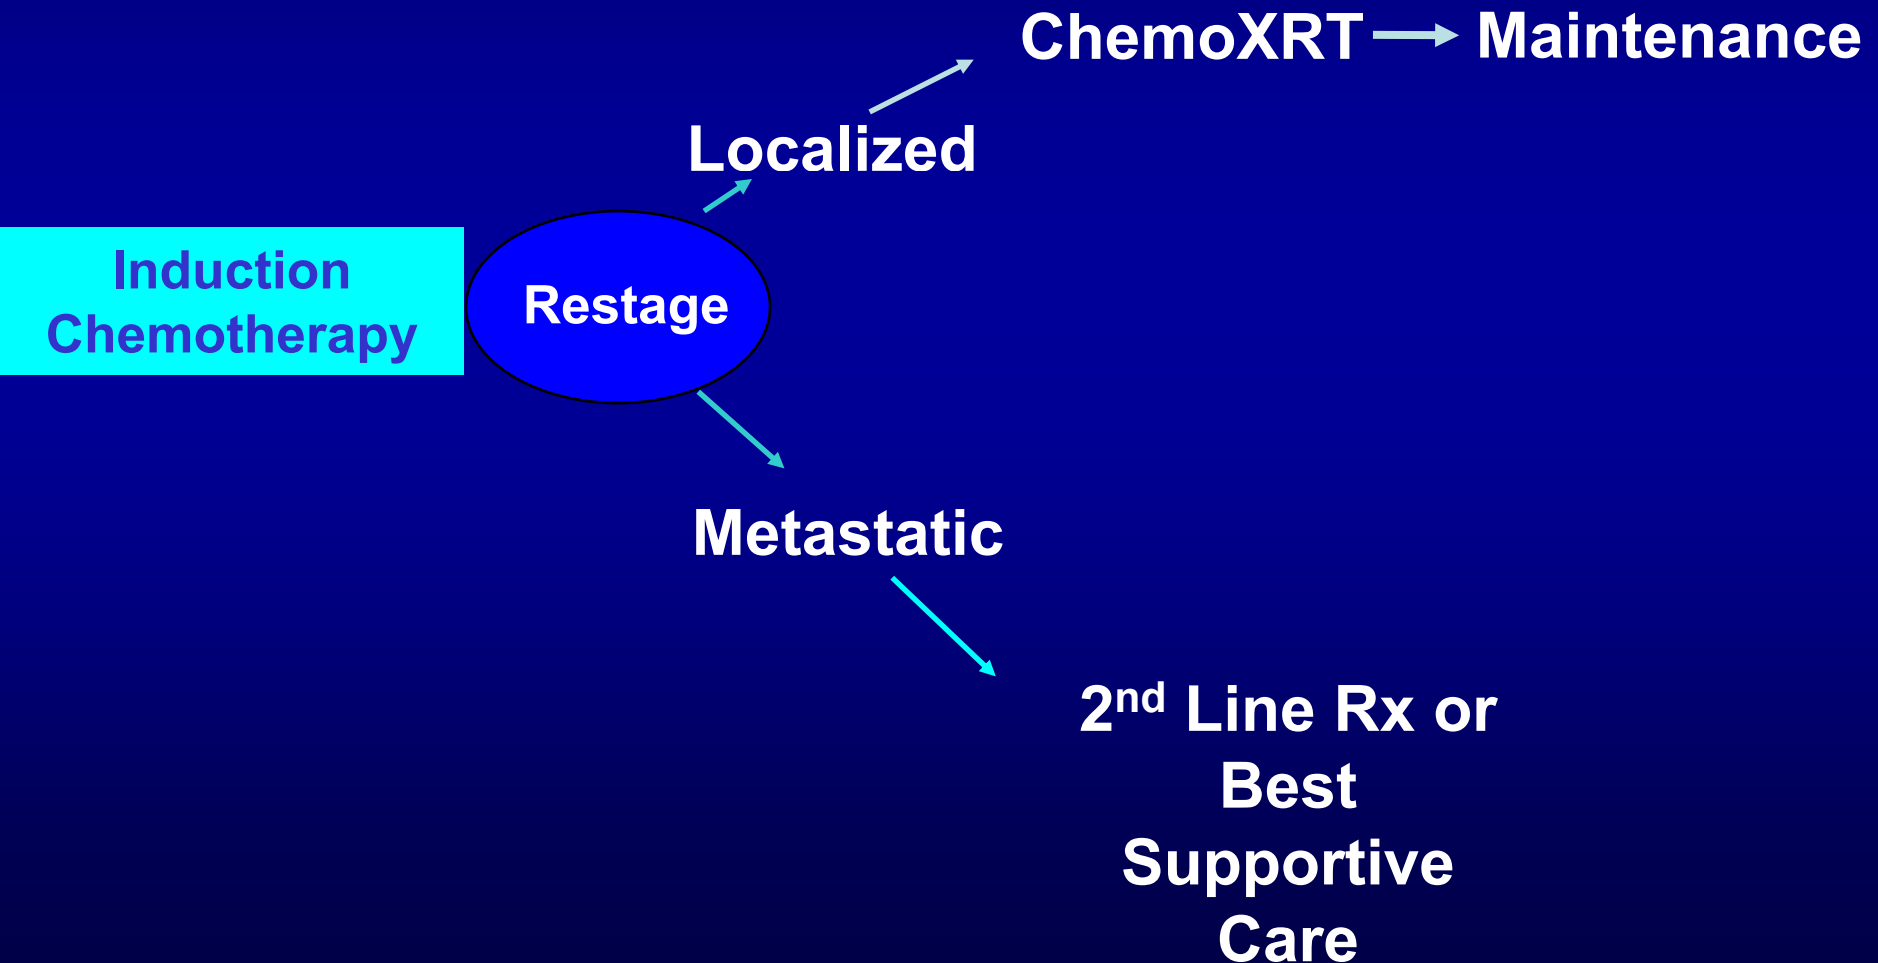 ChemoXRT Maintenance
Localized
Induction
Chemotherapy
Restage
Metastatic
2nd Line Rx or
Best
Supportive
Care